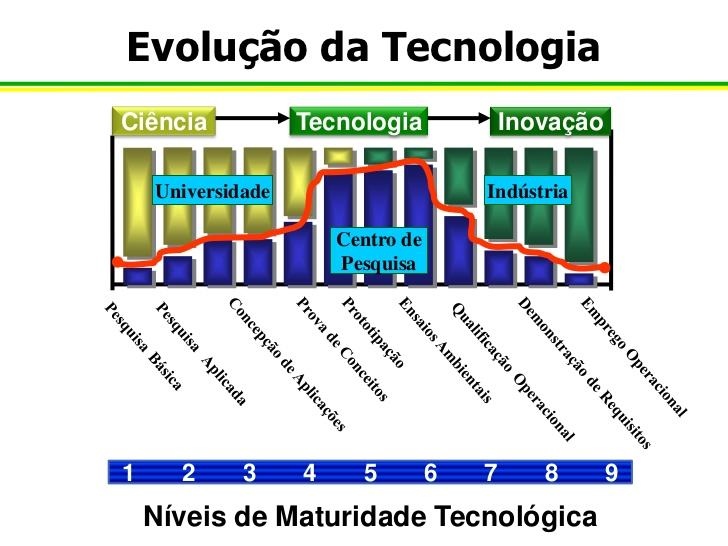 Evolução da Tecnologia
Ciência
Tecnologia
Inovação
Universidade
Indústria
Centro de
Pesquisa
Pesquisa Básica
Pesquisa Aplicada
Concepção de Aplicações
Prova de Conceitos
Prototipação
Ensaios Ambientais
Qualificação Operacional
Demonstração de Requisitos
Emprego Operacional
1 2 3 4 5 6 7 8 9
Níveis de Maturidade Tecnológica